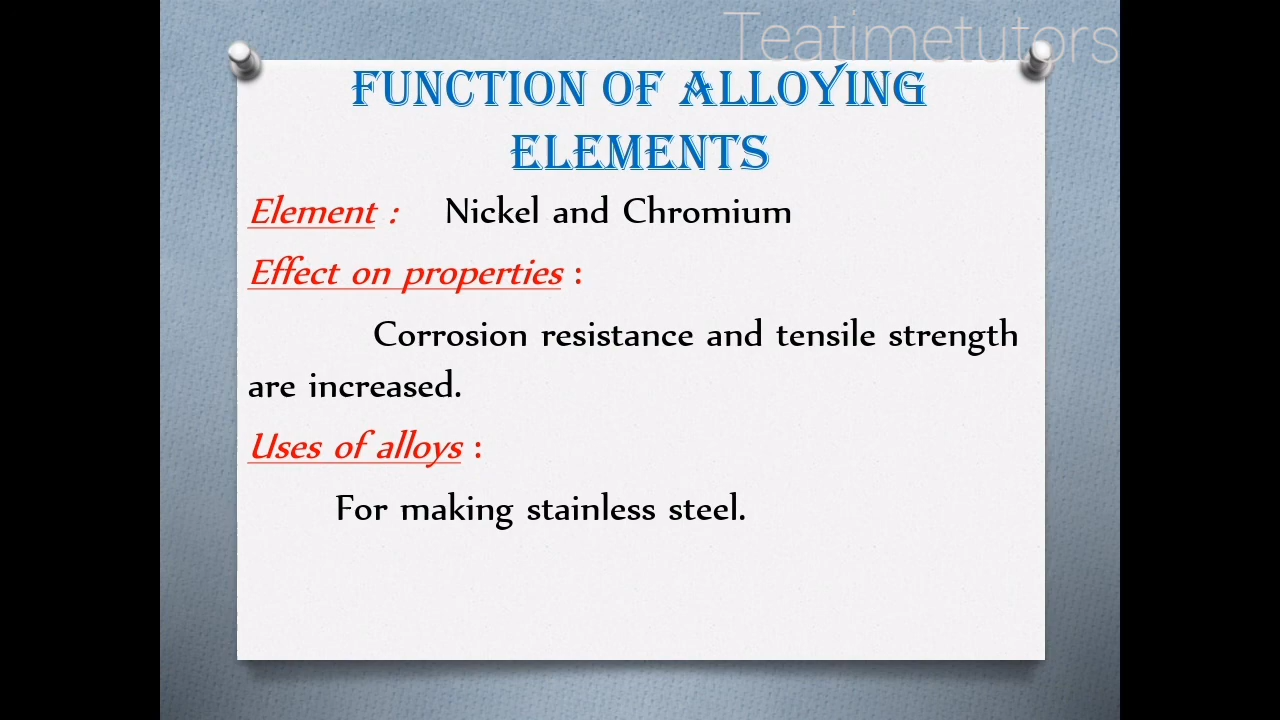 Teatimetutors
FUNCTION OF ALLOYING
ELEMENTS
Element : Nickel and Chromium
Effect on properties :
Corrosion resistance and tensile strength
are increased.
Uses of alloys :
For making stainless steel.